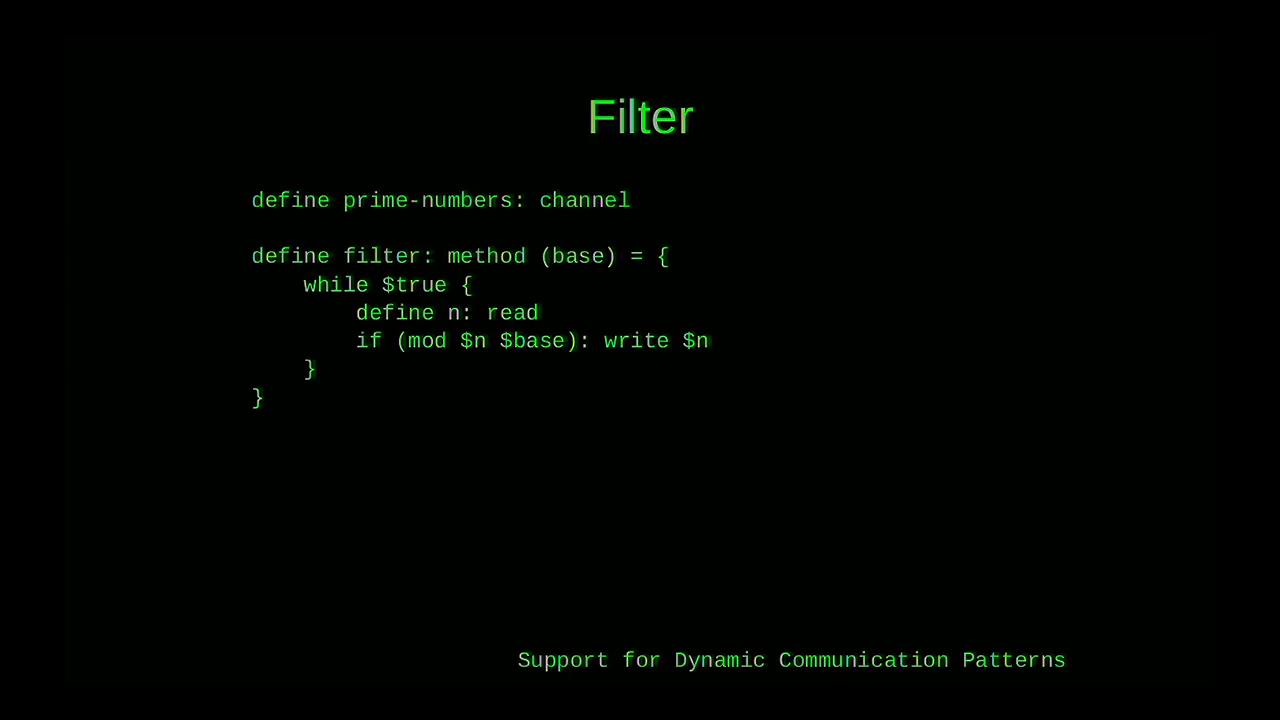 Filter
define prime-numbers: channel
define filter: method (base) = {
    while $true {
        define n: read
        if (mod $n $base): write $n
    }
}
Support for Dynamic Communication Patterns